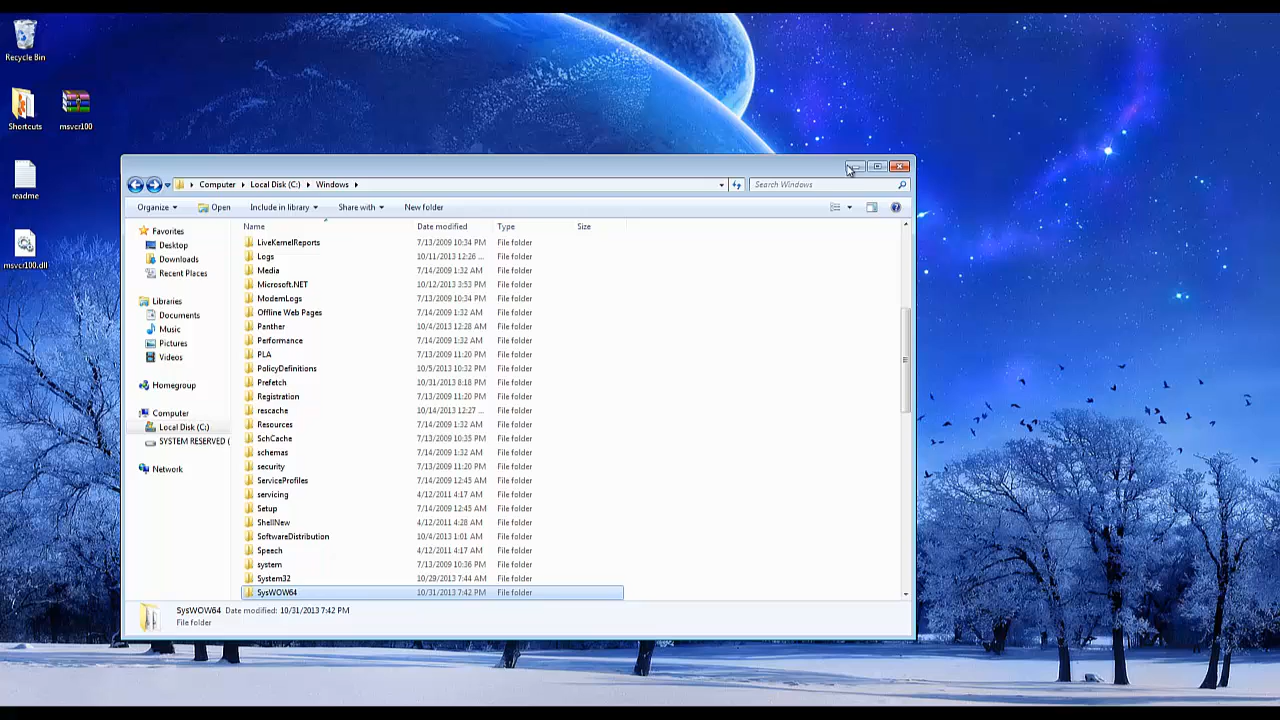 Recycle Bin
Shortcuts
msvcr100
readme
msvcr100.dll
Computer Local Disk (C:) Windows
Search Windows
Organize Open Include in library Share with New folder
Favorites
Desktop
Downloads
Recent Places
Libraries
Documents
Music
Pictures
Videos
Homegroup
Computer
Local Disk (C:)
SYSTEM RESERVED (
Network
Name Date modified Type Size
LiveKernelReports 7/13/2009 10:34 PM File folder
Logs 10/11/2013 12:26 ... File folder
Media 7/14/2009 1:32 AM File folder
Microsoft.NET 10/12/2013 3:53 PM File folder
ModemLogs 7/13/2009 10:34 PM File folder
Offline Web Pages 7/14/2009 1:32 AM File folder
Panther 10/4/2013 12:28 AM File folder
Performance 7/14/2009 1:32 AM File folder
PLA 7/13/2009 11:20 PM File folder
PolicyDefinitions 10/5/2013 10:32 PM File folder
Prefetch 10/31/2013 8:18 PM File folder
Registration 7/13/2009 11:20 PM File folder
rescache 10/14/2013 12:27 ... File folder
Resources 7/14/2009 1:32 AM File folder
SchCache 7/13/2009 10:35 PM File folder
schemas 7/14/2009 1:32 AM File folder
security 7/13/2009 11:20 PM File folder
ServiceProfiles 7/14/2009 12:45 AM File folder
servicing 4/12/2011 4:17 AM File folder
Setup 7/14/2009 12:45 AM File folder
ShellNew 4/12/2011 4:28 AM File folder
SoftwareDistribution 10/4/2013 1:01 AM File folder
Speech 4/12/2011 4:17 AM File folder
system 7/13/2009 10:36 PM File folder
System32 10/29/2013 7:44 AM File folder
SysWOW64 10/31/2013 7:42 PM File folder
SysWOW64 Date modified: 10/31/2013 7:42 PM
File folder